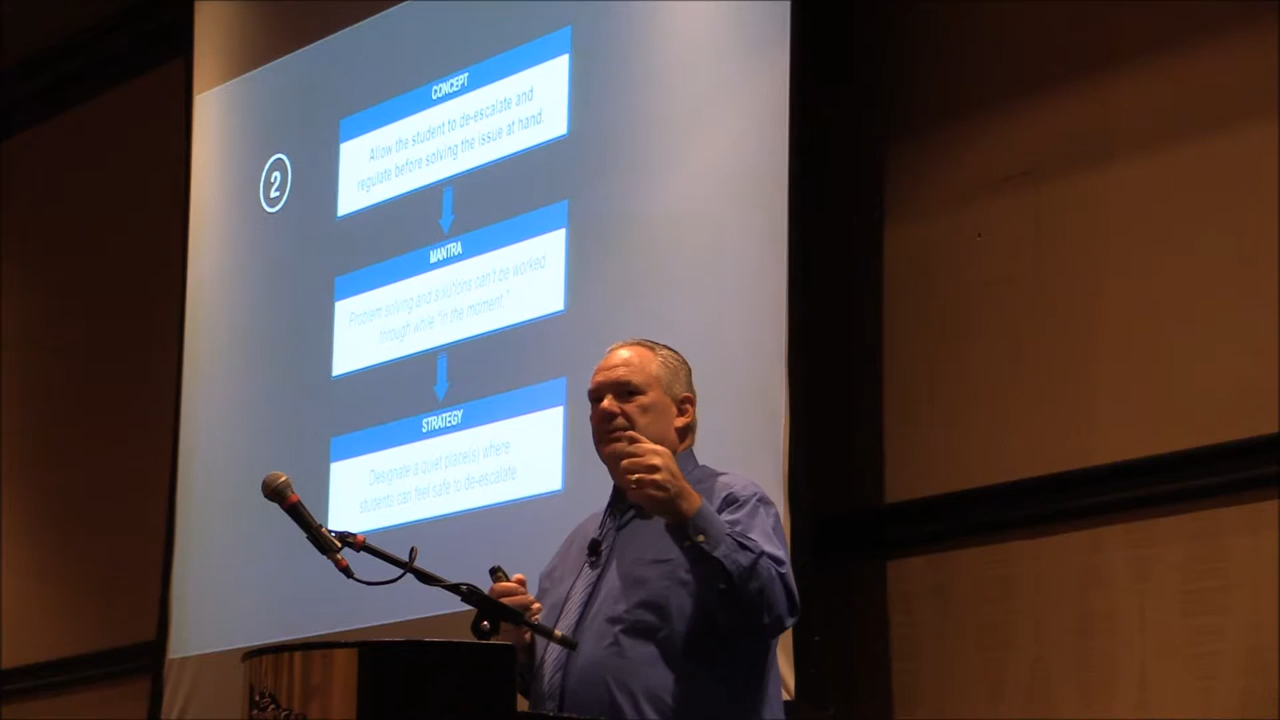 2
CONCEPT
Allow the student to de-escalate and
regulate before solving the issue at hand.
MANTRA
Problem solving and solutions can't be worked
through while "in the moment."
STRATEGY
Designate a quiet place(s) where
students can feel safe to de-escalate